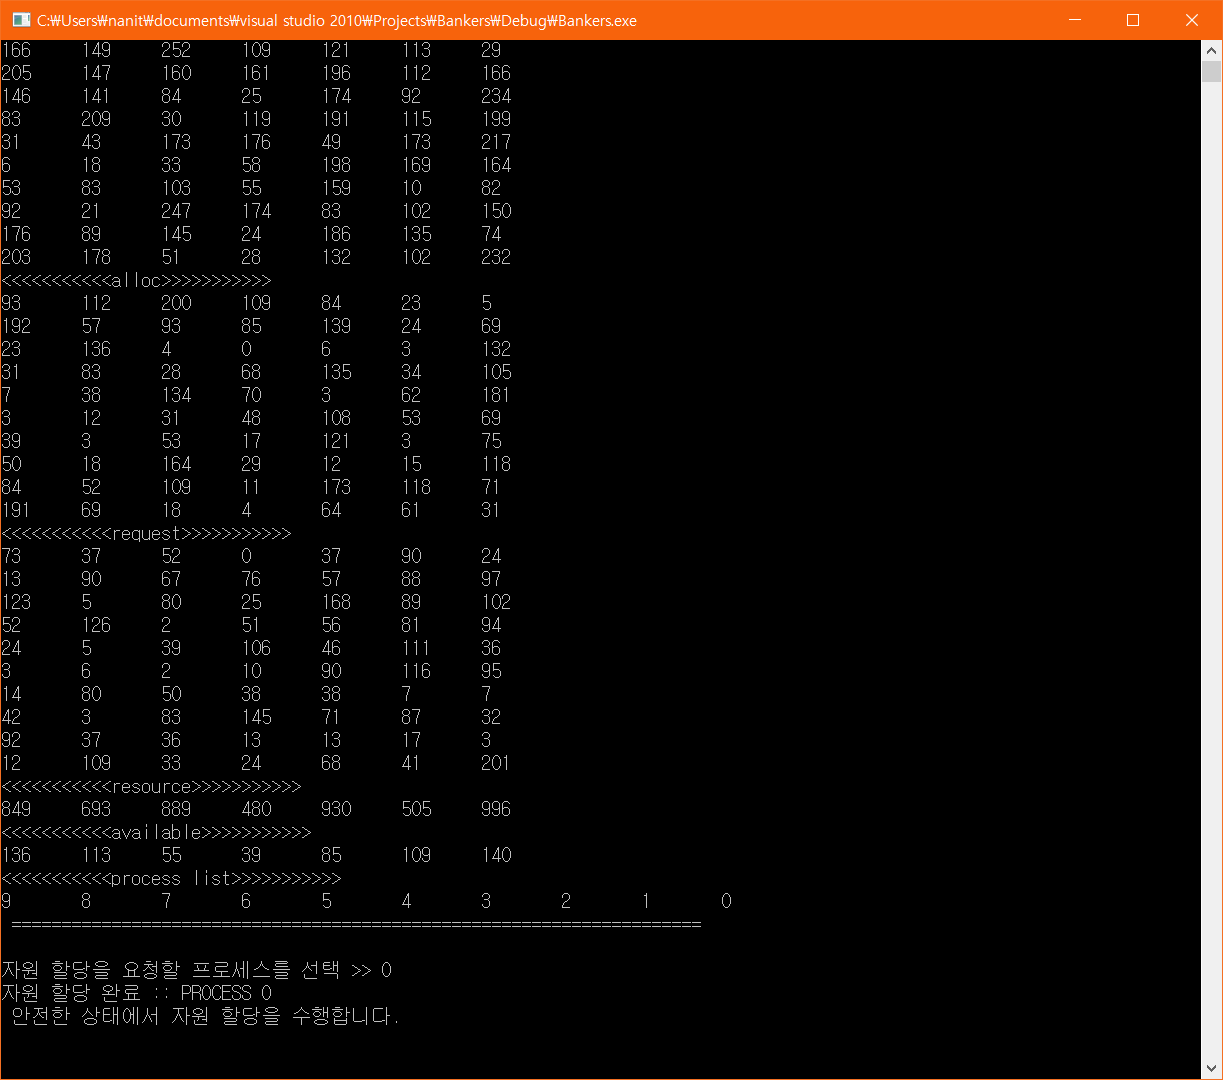 C:₩Users₩nanit₩documents₩visual studio 2010₩Projects₩Bankers₩Debug₩Bankers.exe
166 149 252 109 121 113 29
205 147 160 161 196 112 166
146 141 84 25 174 92 234
83 209 30 119 191 115 199
31 43 173 176 49 173 217
6 18 33 58 198 169 164
53 83 103 55 159 10 82
92 21 247 174 83 102 150
176 89 145 24 186 135 74
203 178 51 28 132 102 232
<<<<<<<<<<<alloc>>>>>>>>>>>
93 112 200 109 84 23 5
192 57 93 85 139 24 69
23 136 4 0 6 3 132
31 83 28 68 135 34 105
7 38 134 70 3 62 181
3 12 31 48 108 53 69
39 3 53 17 121 3 75
50 18 164 29 12 15 118
84 52 109 11 173 118 71
191 69 18 4 64 61 31
<<<<<<<<<<<request>>>>>>>>>>>
73 37 52 0 37 90 24
13 90 67 76 57 88 97
123 5 80 25 168 89 102
52 126 2 51 56 81 94
24 5 39 106 46 111 36
3 6 2 10 90 116 95
14 80 50 38 38 7 7
42 3 83 145 71 87 32
92 37 36 13 13 17 3
12 109 33 24 68 41 201
<<<<<<<<<<<resource>>>>>>>>>>>
849 693 889 480 930 505 996
<<<<<<<<<<<available>>>>>>>>>>>
136 113 55 39 85 109 140
<<<<<<<<<<<process list>>>>>>>>>>>
9 8 7 6 5 4 3 2 1 0
=====================================================================
자원 할당을 요청할 프로세스를 선택 >> 0
자원 할당 완료 :: PROCESS 0
안전한 상태에서 자원 할당을 수행합니다.